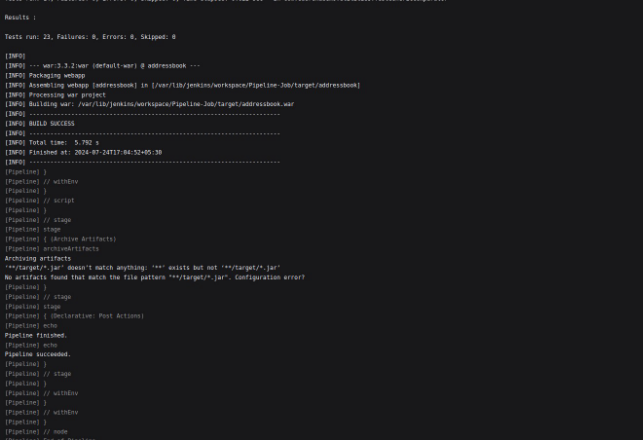 Results :
Tests run: 23, Failures: 0, Errors: 0, Skipped: 0
[INFO]
[INFO] --- war:3.3.2:war (default-war) @ addressbook ---
[INFO] Packaging webapp
[INFO] Assembling webapp [addressbook] in [/var/lib/jenkins/workspace/Pipeline-Job/target/addressbook]
[INFO] Processing war project
[INFO] Building war: /var/lib/jenkins/workspace/Pipeline-Job/target/addressbook.war
[INFO] ------------------------------------------------------------------------
[INFO] BUILD SUCCESS
[INFO] ------------------------------------------------------------------------
[INFO] Total time:  5.792 s
[INFO] Finished at: 2024-07-24T17:04:52+05:30
[INFO] ------------------------------------------------------------------------
[Pipeline] }
[Pipeline] // withEnv
[Pipeline] }
[Pipeline] // script
[Pipeline] }
[Pipeline] // stage
[Pipeline] stage
[Pipeline] { (Archive Artifacts)
[Pipeline] archiveArtifacts
Archiving artifacts
'**/target/*.jar' doesn't match anything: '**' exists but not '**/target/*.jar'
No artifacts found that match the file pattern "**/target/*.jar". Configuration error?
[Pipeline] }
[Pipeline] // stage
[Pipeline] stage
[Pipeline] { (Declarative: Post Actions)
[Pipeline] echo
Pipeline finished.
[Pipeline] echo
Pipeline succeeded.
[Pipeline] }
[Pipeline] // stage
[Pipeline] }
[Pipeline] // withEnv
[Pipeline] }
[Pipeline] // withEnv
[Pipeline] }
[Pipeline] // node
[Pipeline] End of Pipeline